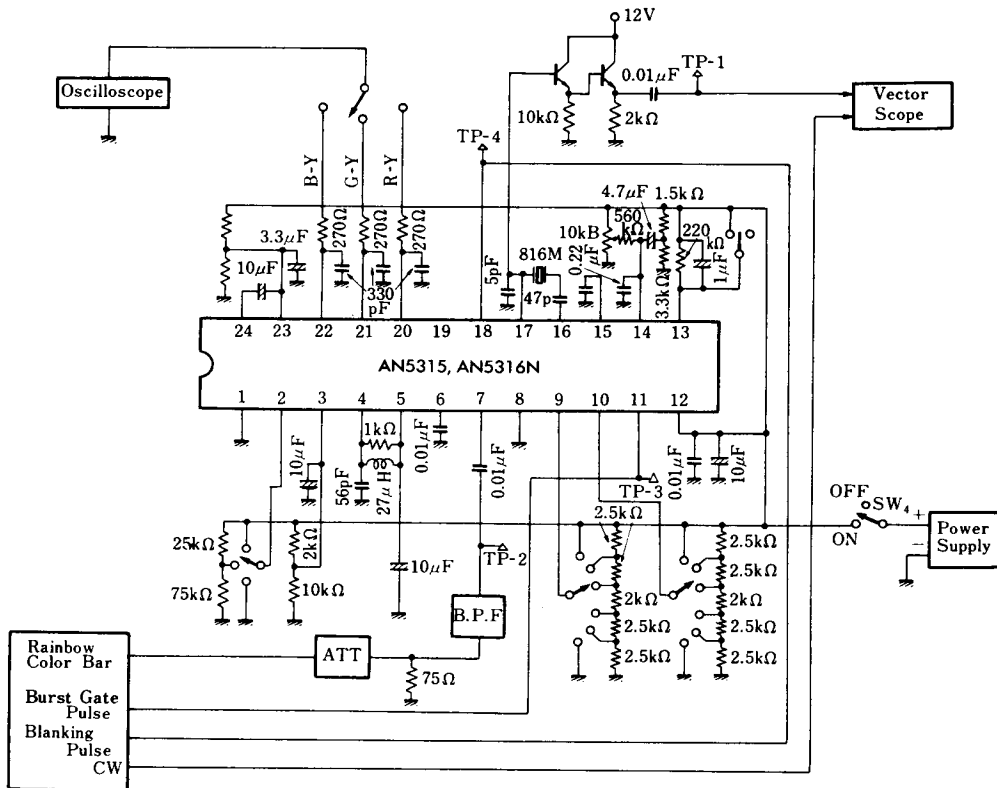 12V
TP-1
0.01μF
Oscilloscope
Vector
Scope
10kΩ
2kΩ
TP-4
B-Y
G-Y
R-Y
4.7μF
1.5kΩ
560
kΩ
10kB
220
kΩ
3.3μF
270Ω
270Ω
270Ω
10μF
330
pF
5pF
816M
47p
0.22
μF
3.3kΩ
1μF
24
23
22
21
20
19
18
17
16
15
14
13
AN5315, AN5316N
1
2
3
4
5
6
7
8
9
10
11
12
10μF
1kΩ
56pF
27μH
0.01μF
0.01μF
0.01μF
10μF
TP-3
OFF
SW4
+
−
ON
Power
Supply
25kΩ
75kΩ
2kΩ
10kΩ
10μF
TP-2
B.P.F
2.5kΩ
2kΩ
2.5kΩ
2.5kΩ
2.5kΩ
2.5kΩ
2kΩ
2.5kΩ
2.5kΩ
Rainbow
Color Bar
ATT
75Ω
Burst Gate
Pulse
Blanking
Pulse
CW